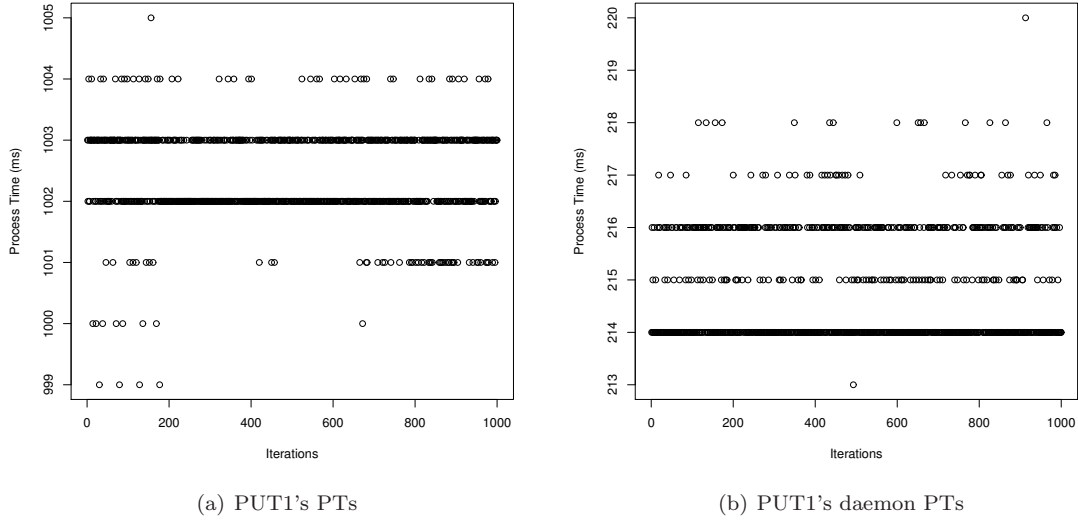 1005
1004
1003
1002
1001
1000
999
Process Time (ms)
0 200 400 600 800 1000
Iterations
(a) PUT1's PTs
220
218
217
216
215
214
213
Process Time (ms)
0 200 400 600 800 1000
Iterations
(b) PUT1's daemon PTs